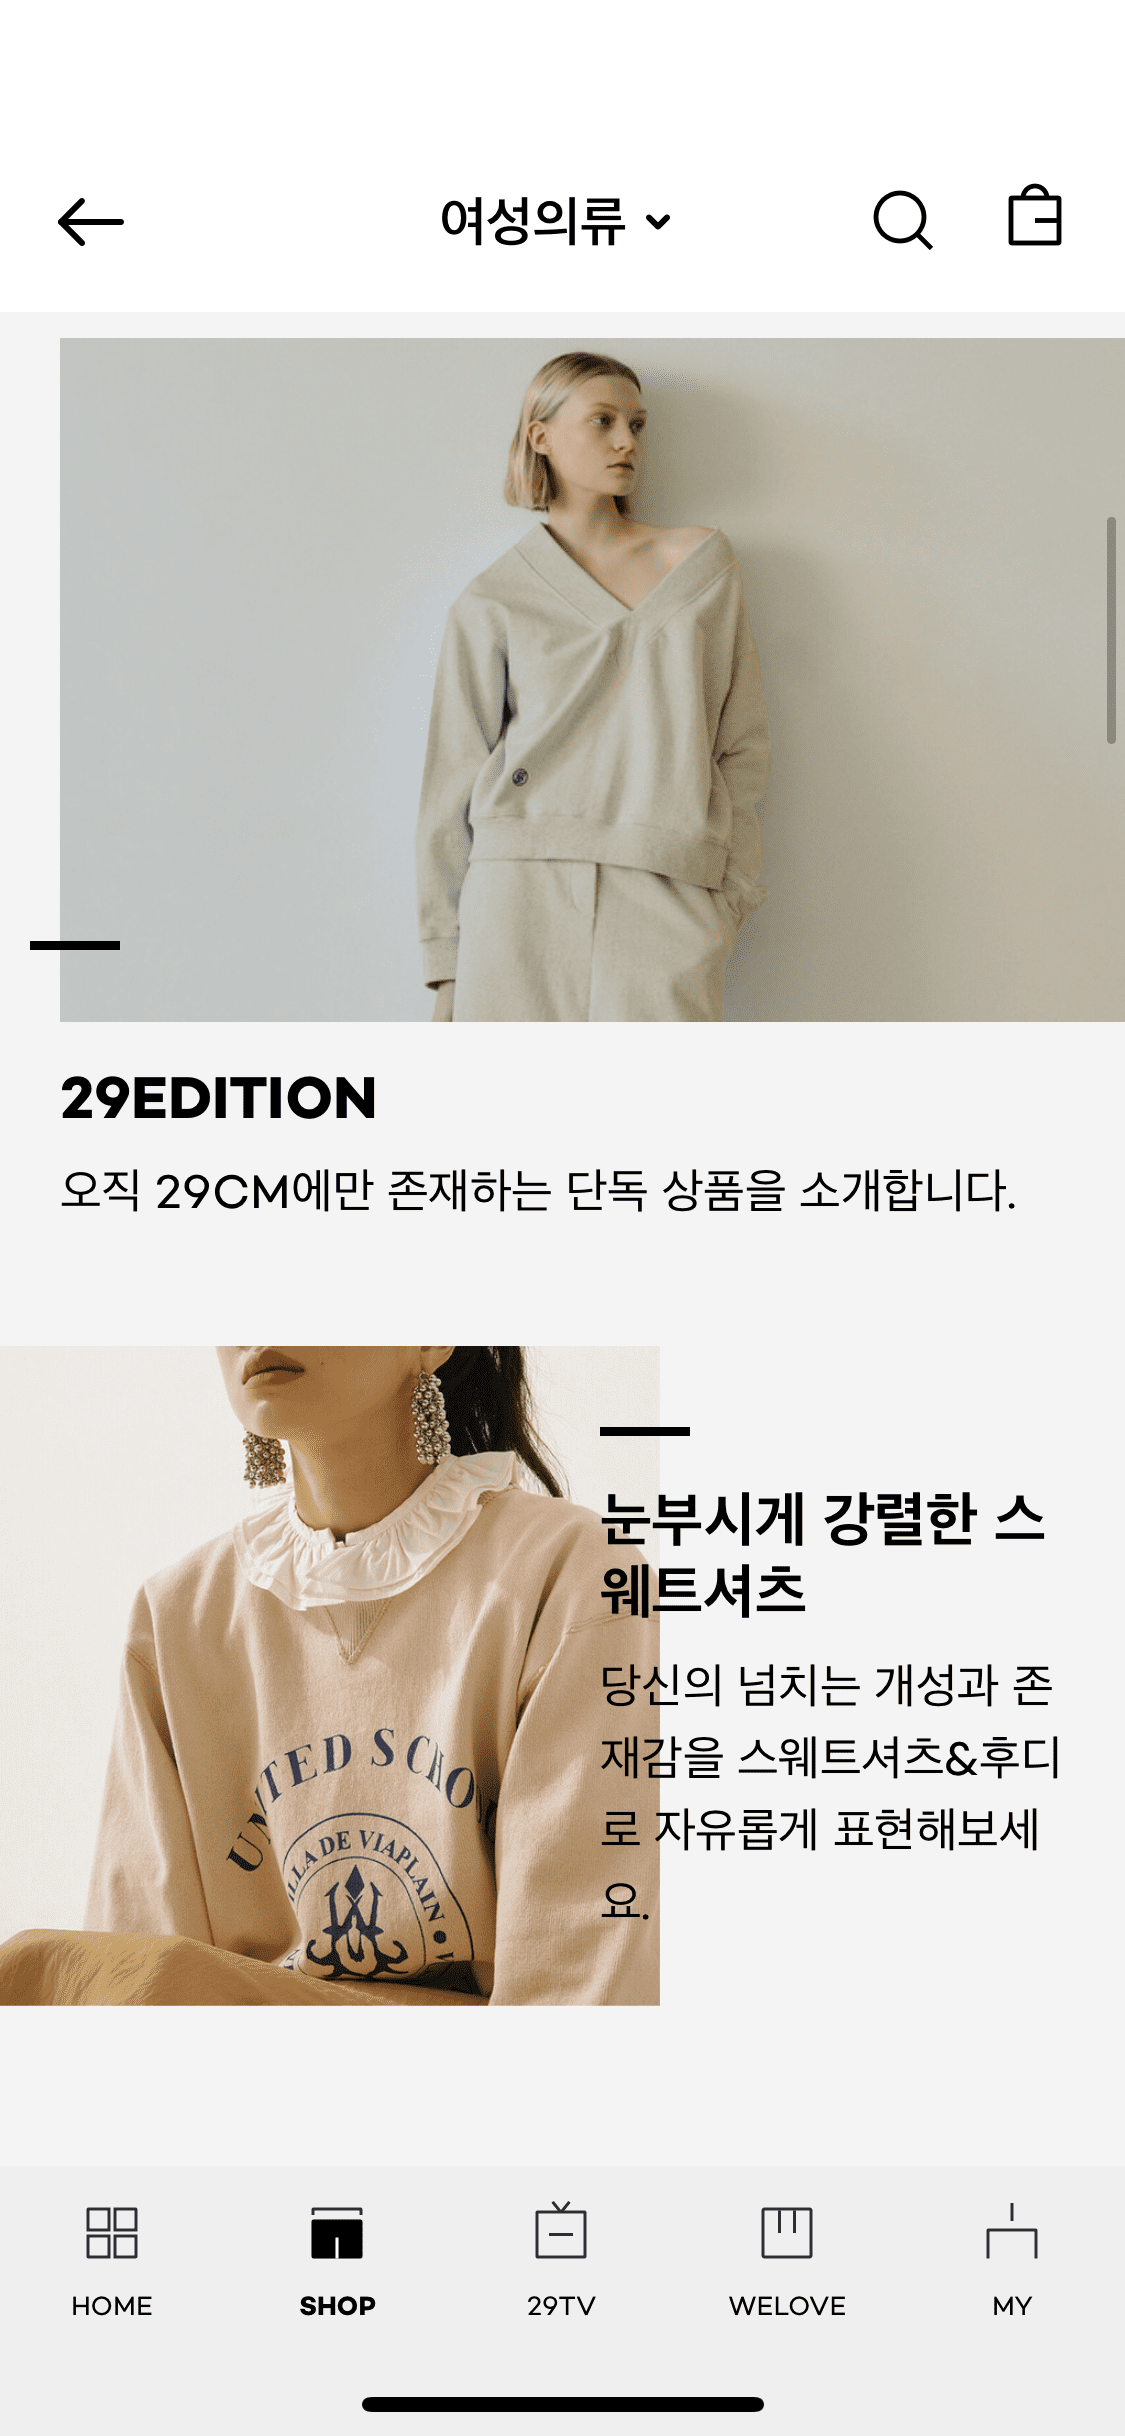 여성의류
29EDITION
오직 29CM에만 존재하는 단독 상품을 소개합니다.
눈부시게 강렬한 스
웨트셔츠
당신의 넘치는 개성과 존
재감을 스웨트셔츠&후디
로 자유롭게 표현해보세
요.
UNITED SCHO
ILLA DE VIAPLAIN
HOME
SHOP
29TV
WELOVE
MY